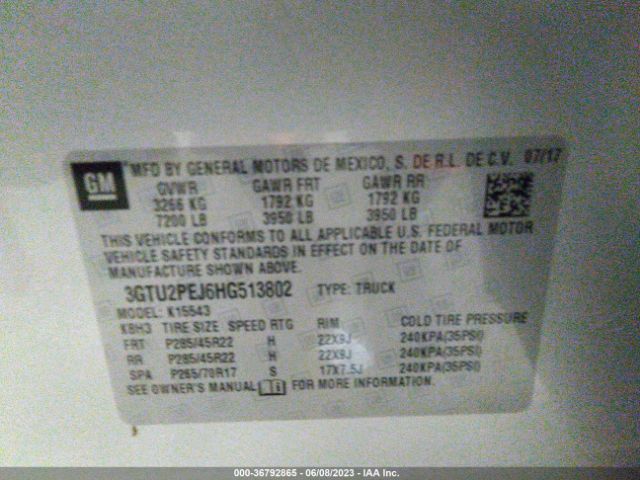 GM
MFD BY GENERAL MOTORS DE MEXICO, S. DE R.L. DE C.V. 07/17
GVWR GAWR FRT GAWR RR
3266 KG 1792 KG 1792 KG
7200 LB 3950 LB 3950 LB
THIS VEHICLE CONFORMS TO ALL APPLICABLE U.S. FEDERAL MOTOR
VEHICLE SAFETY STANDARDS IN EFFECT ON THE DATE OF
MANUFACTURE SHOWN ABOVE.
3GTU2PEJ6HG513802 TYPE: TRUCK
MODEL: K15543
K8H3 TIRE SIZE SPEED RTG RIM COLD TIRE PRESSURE
FRT P285/45R22 H 22X9J 240KPA(35PSI)
RR P285/45R22 H 22X9J 240KPA(35PSI)
SPA P265/70R17 S 17X7.5J 240KPA(35PSI)
SEE OWNER'S MANUAL FOR MORE INFORMATION.
000-36792865 - 06/08/2023 - IAA Inc.